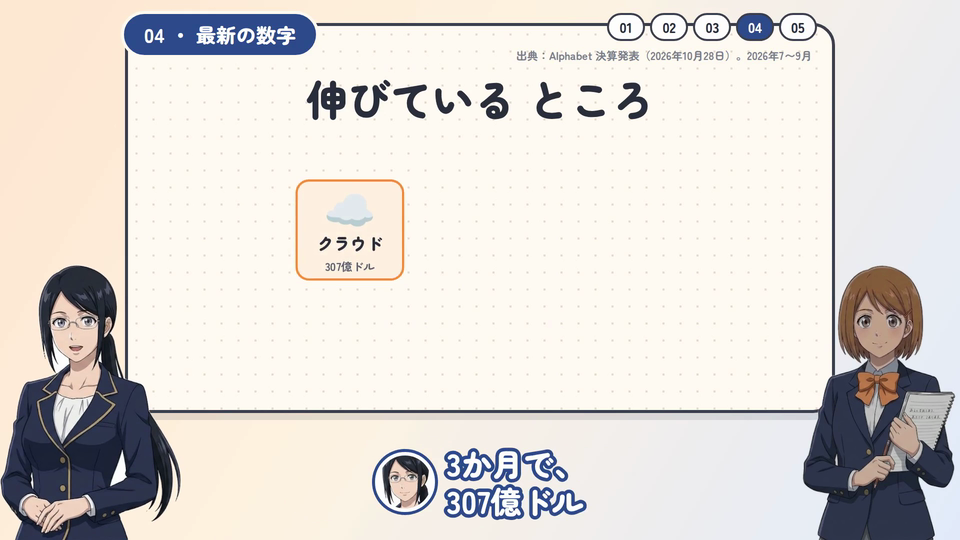 04 ・ 最新の数字
01 02 03 04 05
出典：Alphabet 決算発表（2026年10月28日）。2026年7〜9月
伸びている ところ
クラウド
307億ドル
3か月で、
307億ドル